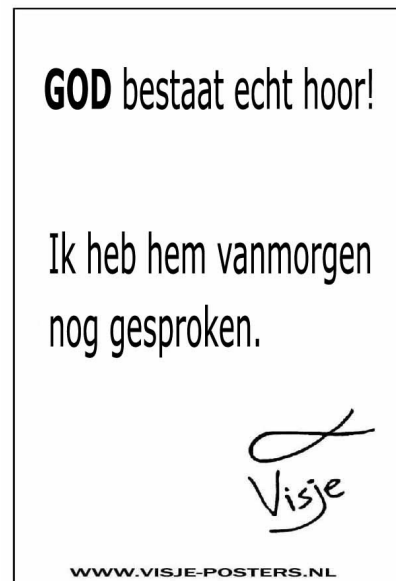 GOD bestaat echt hoor!
Ik heb hem vanmorgen
nog gesproken.
Visje
WWW.VISJE-POSTERS.NL